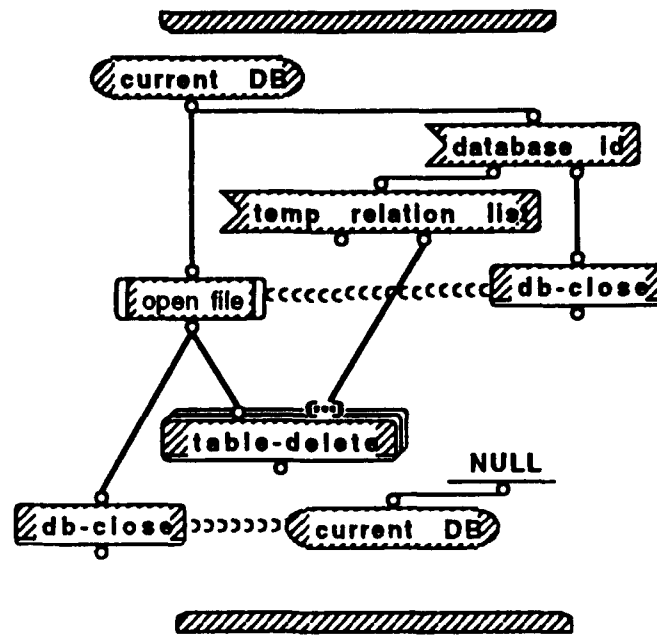 current DB
database id
temp relation list
open file
db-close
table-delete
NULL
db-close
current DB